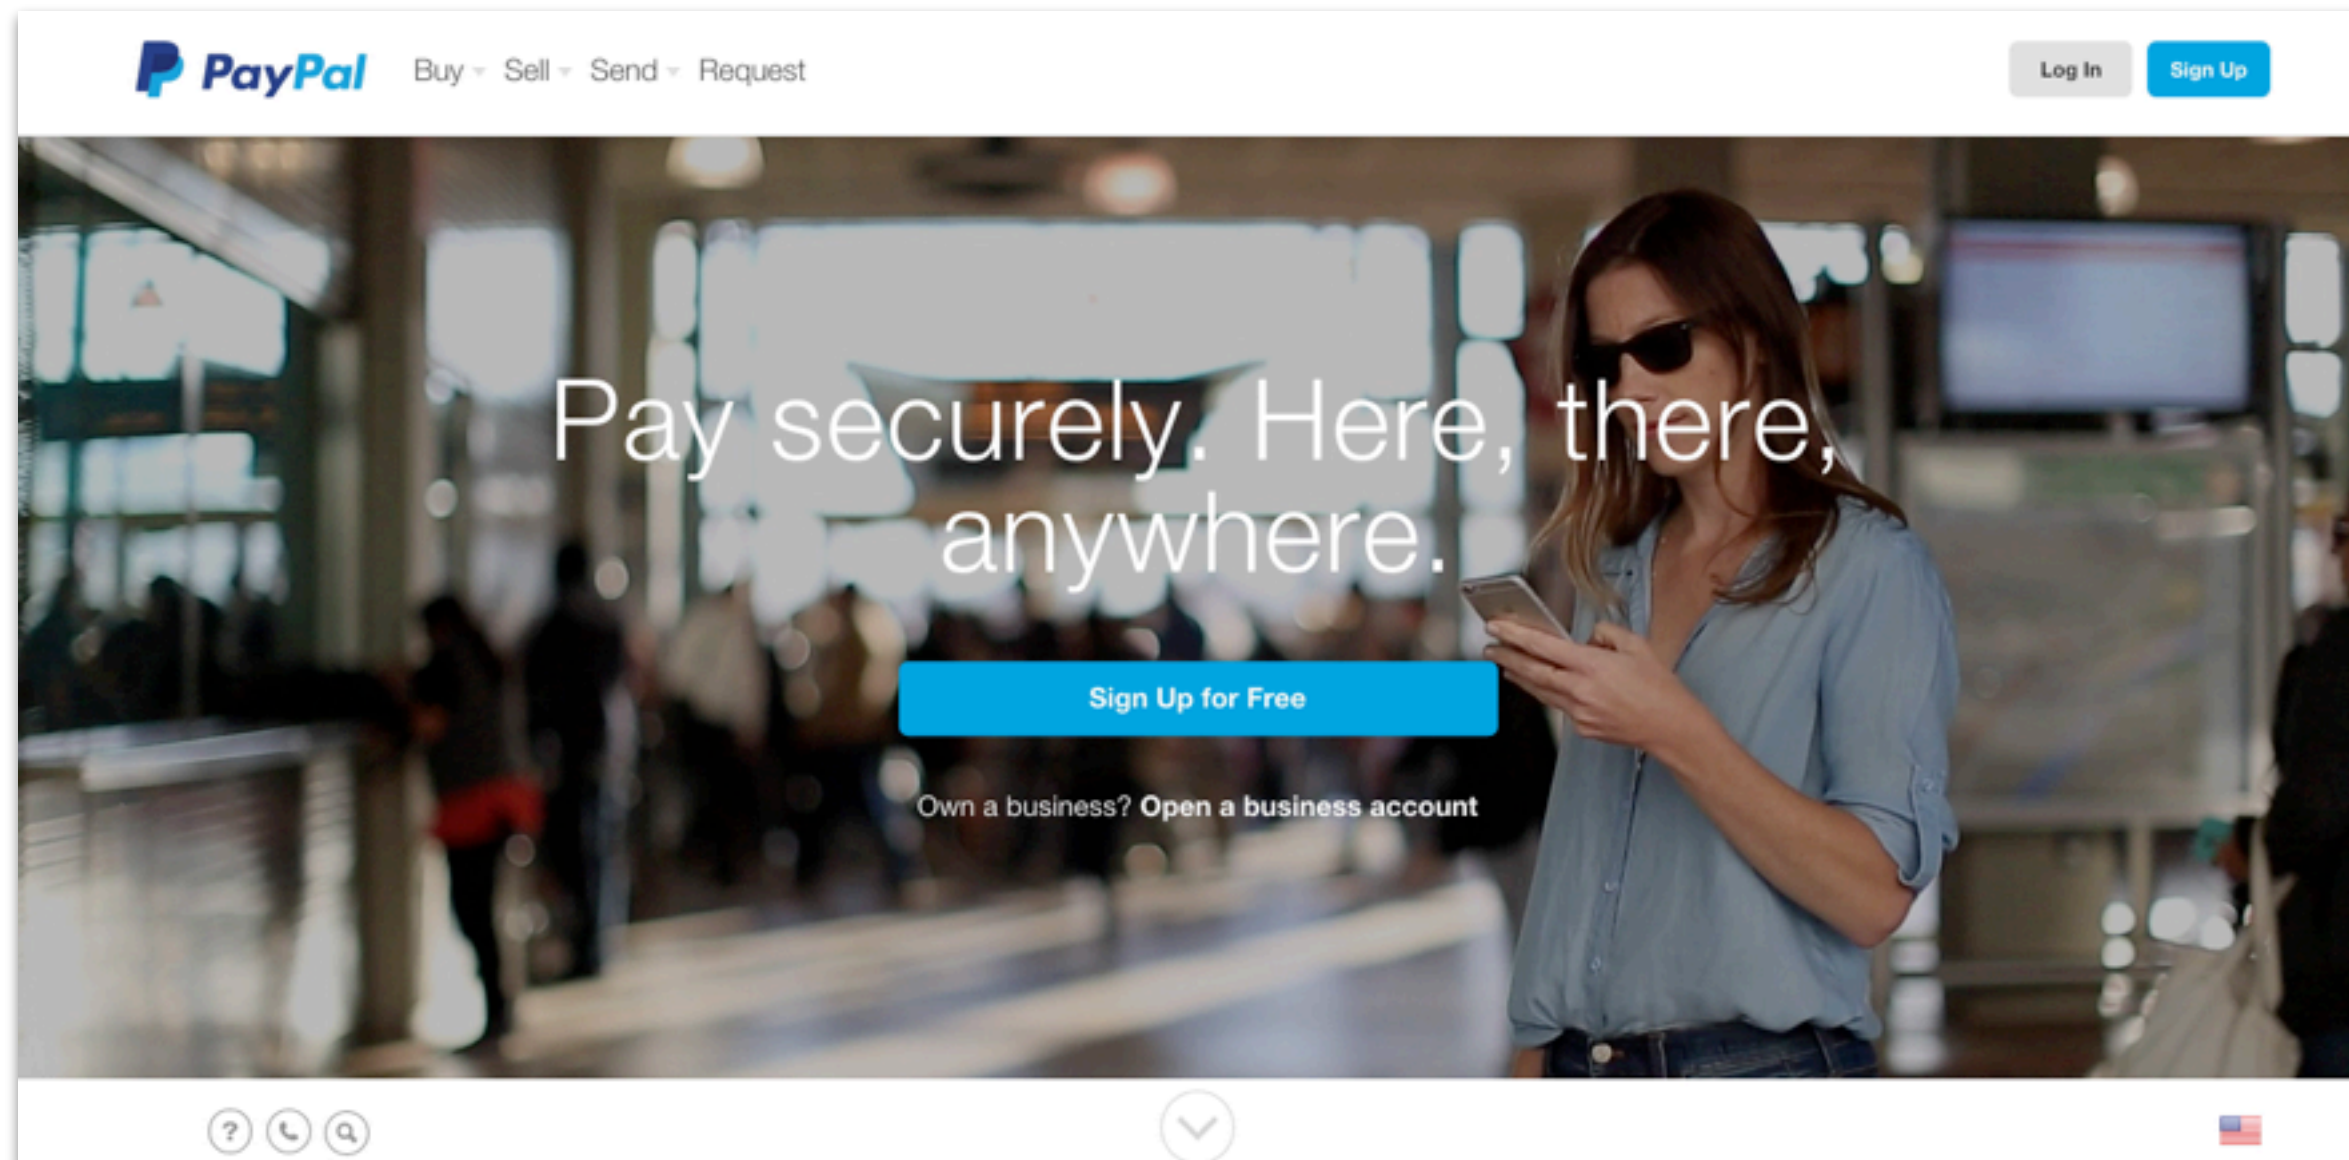 PayPal Buy Sell Send Request Log In Sign Up
Pay securely. Here, there,
anywhere.
Sign Up for Free
Own a business? Open a business account
?